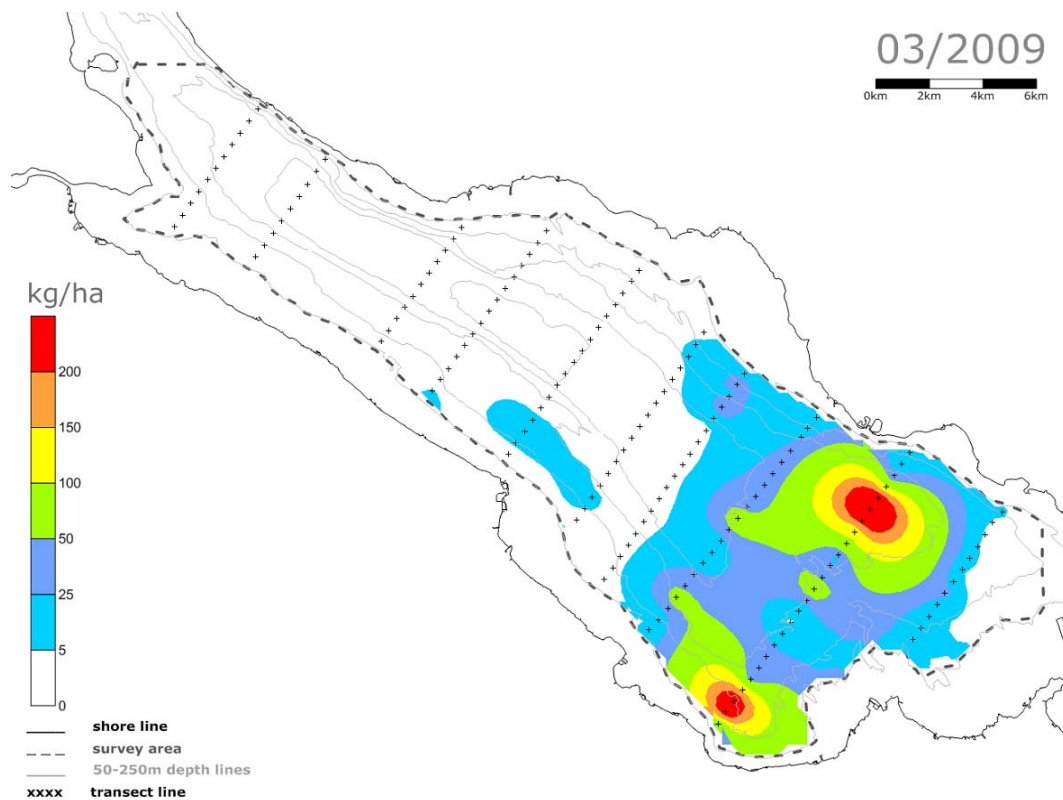 03/2009
0km 2km 4km 6km
kg/ha
200
150
100
50
25
5
0
shore line
survey area
50-250m depth lines
xxxx transect line